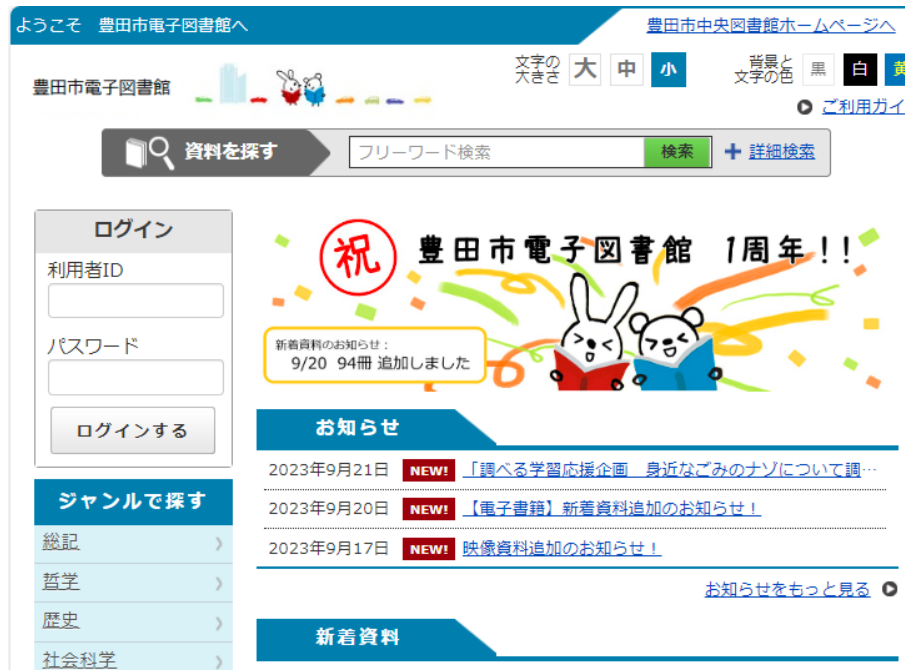 ようこそ 豊田市電子図書館へ
豊田市中央図書館ホームページへ
豊田市電子図書館
文字の大きさ 大 中 小
背景と文字の色 黒 白 黄
ご利用ガイ
資料を探す
フリーワード検索
検索
詳細検索
ログイン
利用者ID
パスワード
ログインする
祝 豊田市電子図書館 1周年!!
新着資料のお知らせ:
9/20 94冊 追加しました
お知らせ
2023年9月21日 NEW! 「調べる学習応援企画 身近なごみのナゾについて調…
2023年9月20日 NEW! 【電子書籍】新着資料追加のお知らせ!
2023年9月17日 NEW! 映像資料追加のお知らせ!
お知らせをもっと見る
ジャンルで探す
総記
哲学
歴史
社会科学
新着資料